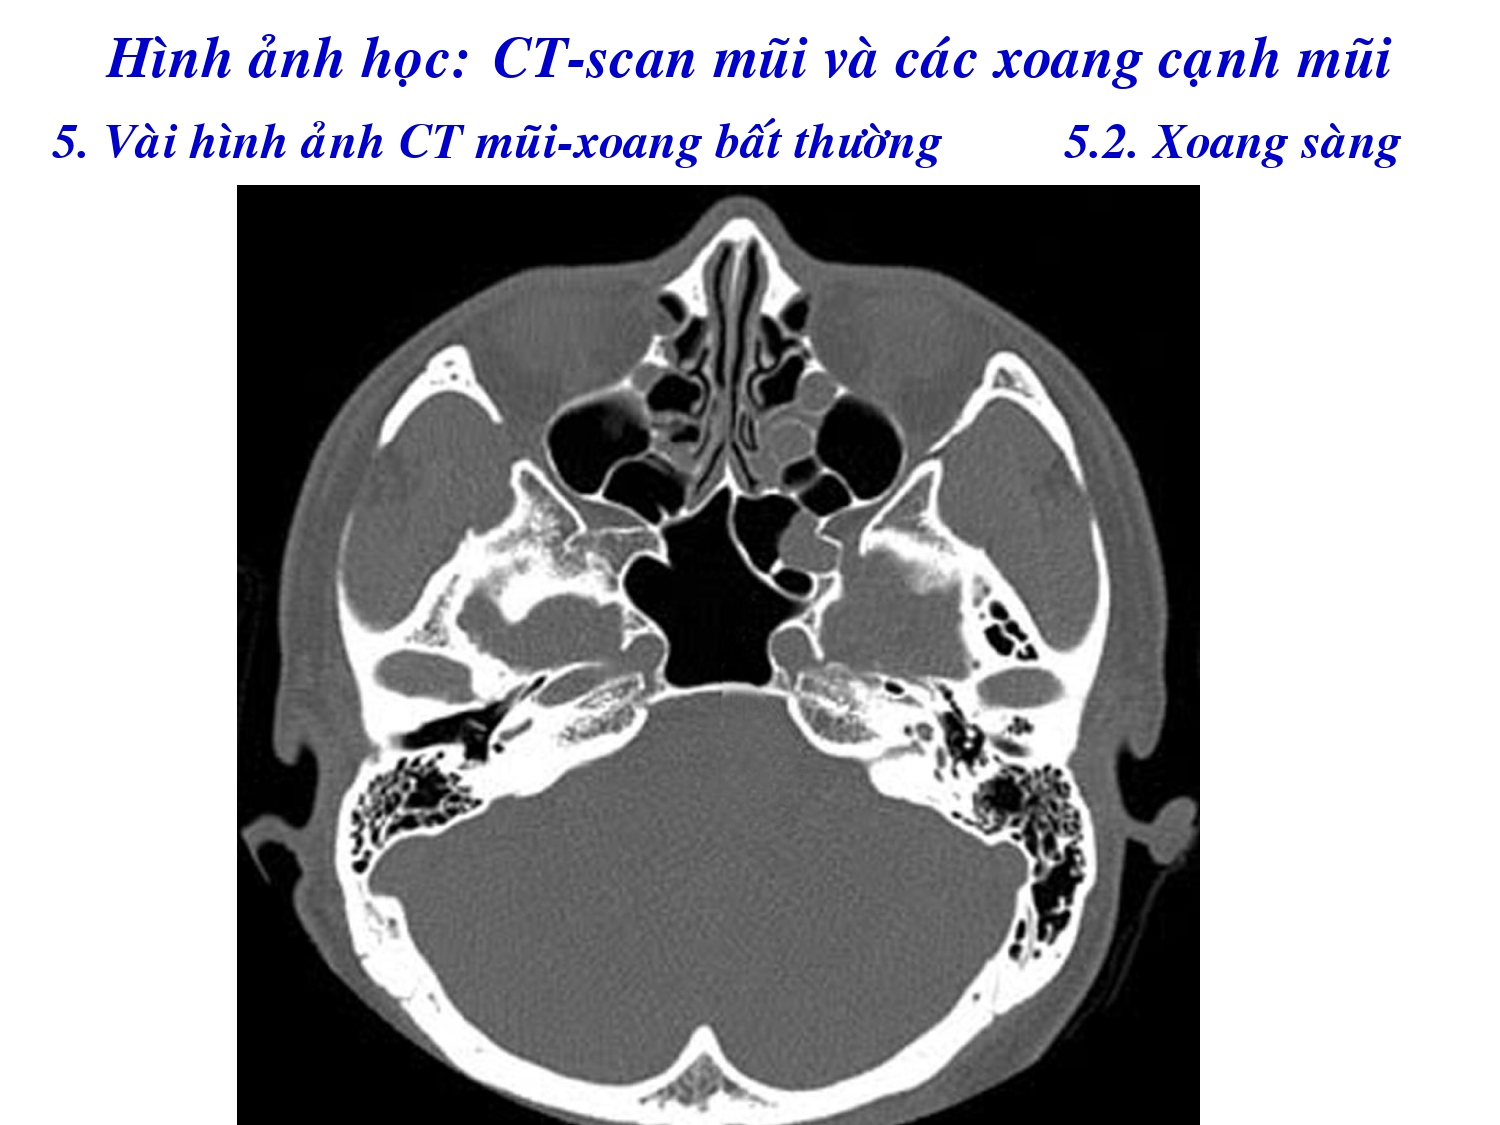 Hình ảnh học: CT-scan mũi và các xoang cạnh mũi
5. Vài hình ảnh CT mũi-xoang bất thường 5.2. Xoang sàng